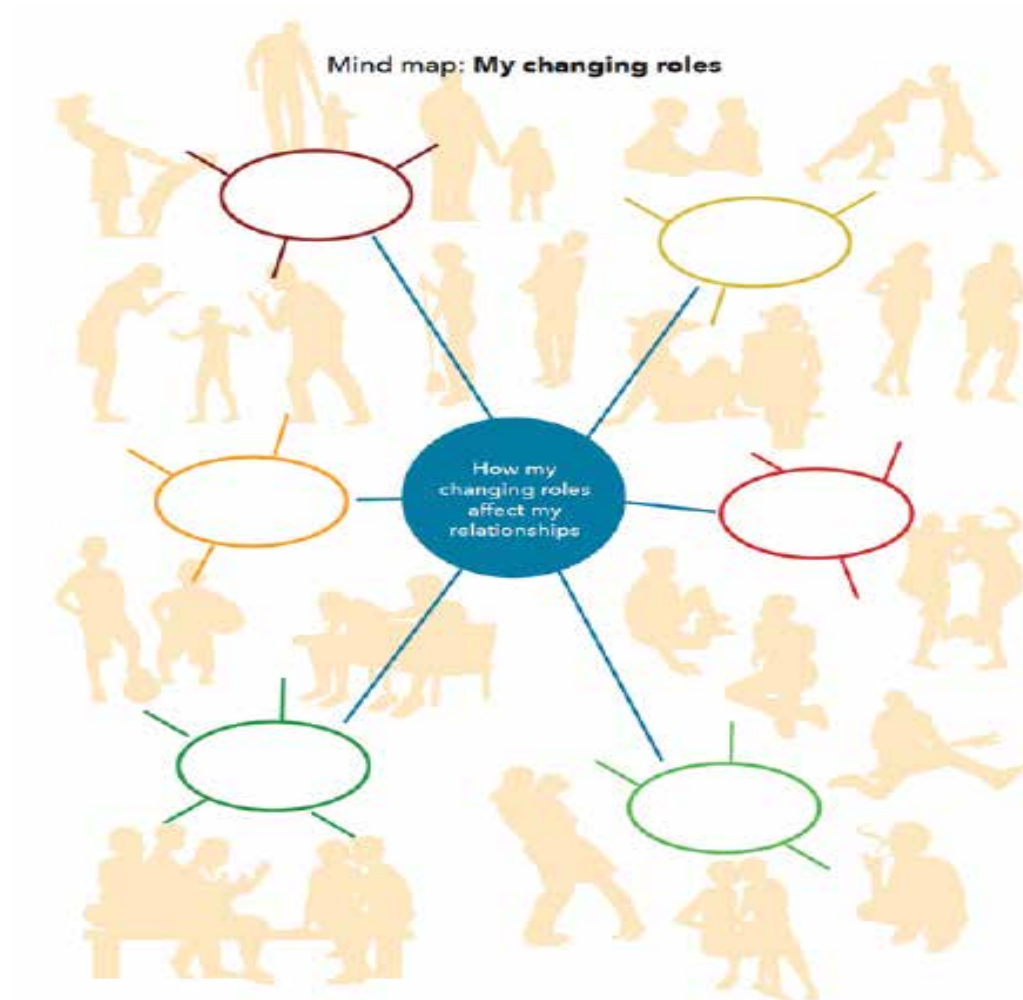 Mind map: My changing roles
How my
changing roles
affect my
relationships